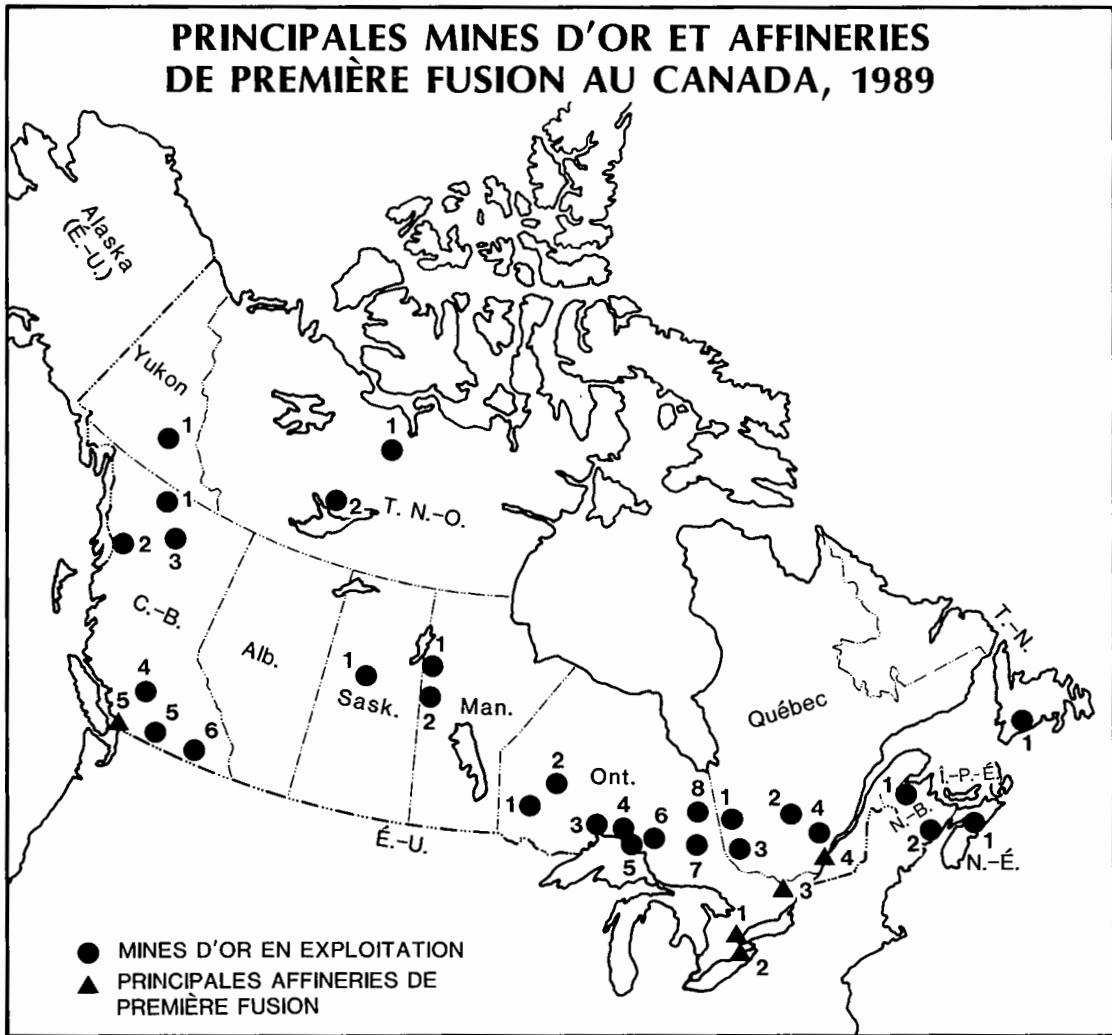 PRINCIPALES MINES D'OR ET AFFINERIES
DE PREMIÈRE FUSION AU CANADA, 1989
Alaska
(É.-U.)
Yukon
1
1
2
T. N.-O.
1
2
3
C.-B.
4
5
5
6
Alb.
1
Sask.
1
2
Man.
É.-U.
Ont.
1
2
3
4
5
6
7
8
Québec
1
2
3
4
4
3
1
2
T.-N.
1
Î.-P.-É.
1
N.-B.
2
1
N.-É.
MINES D'OR EN EXPLOITATION
PRINCIPALES AFFINERIES DE
PREMIÈRE FUSION